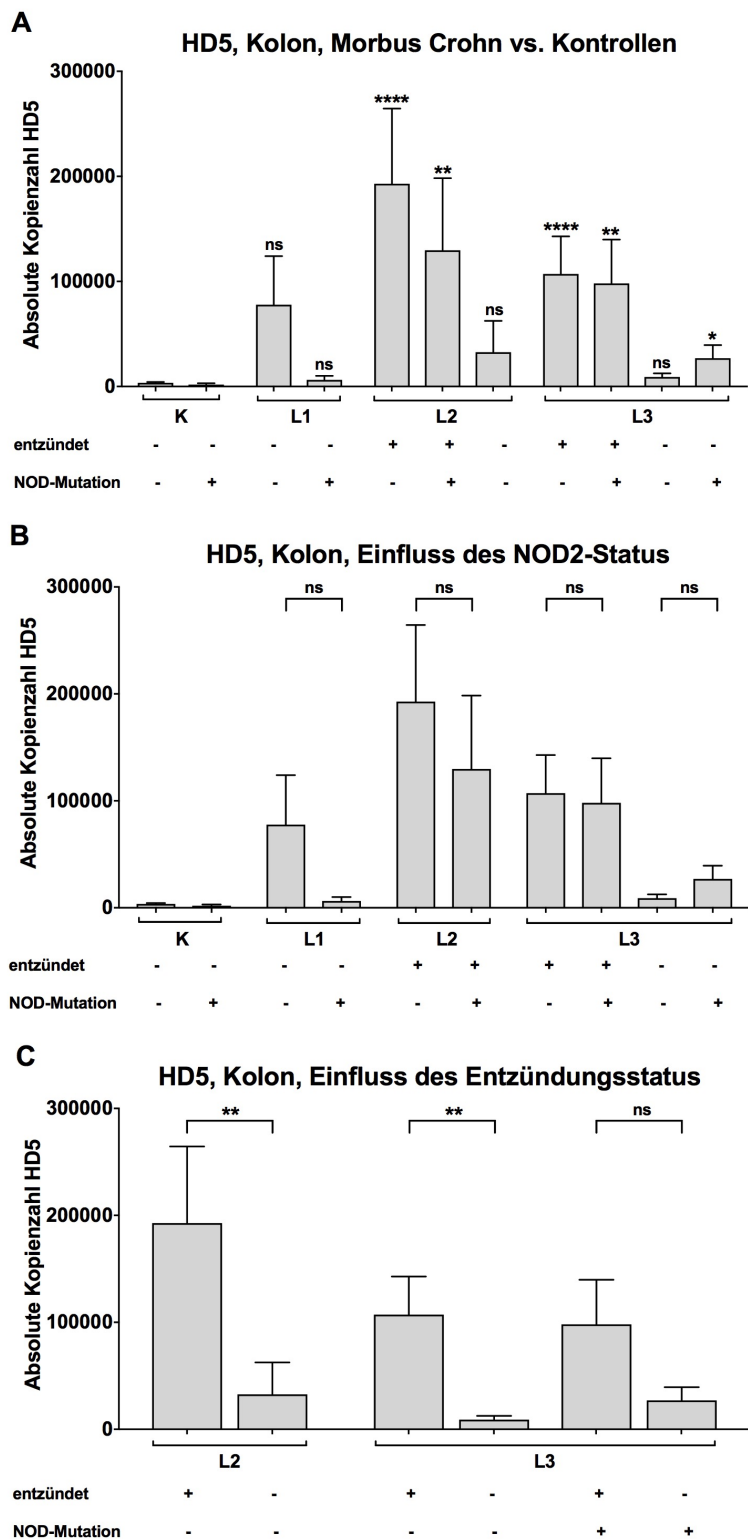 A
HD5, Kolon, Morbus Crohn vs. Kontrollen
Absolute Kopienzahl HD5
300000
200000
100000
0
ns
ns
****
**
ns
****
**
ns
*
K
L1
L2
L3
entzündet - - - - + + - + + - -
NOD-Mutation - + - + - + - - + - +
B
HD5, Kolon, Einfluss des NOD2-Status
Absolute Kopienzahl HD5
300000
200000
100000
0
ns
ns
ns
ns
K
L1
L2
L3
entzündet - - - - + + + + - -
NOD-Mutation - + - + - + - + - +
C
HD5, Kolon, Einfluss des Entzündungsstatus
Absolute Kopienzahl HD5
300000
200000
100000
0
**
**
ns
L2
L3
entzündet + - + - + -
NOD-Mutation - - - - + +